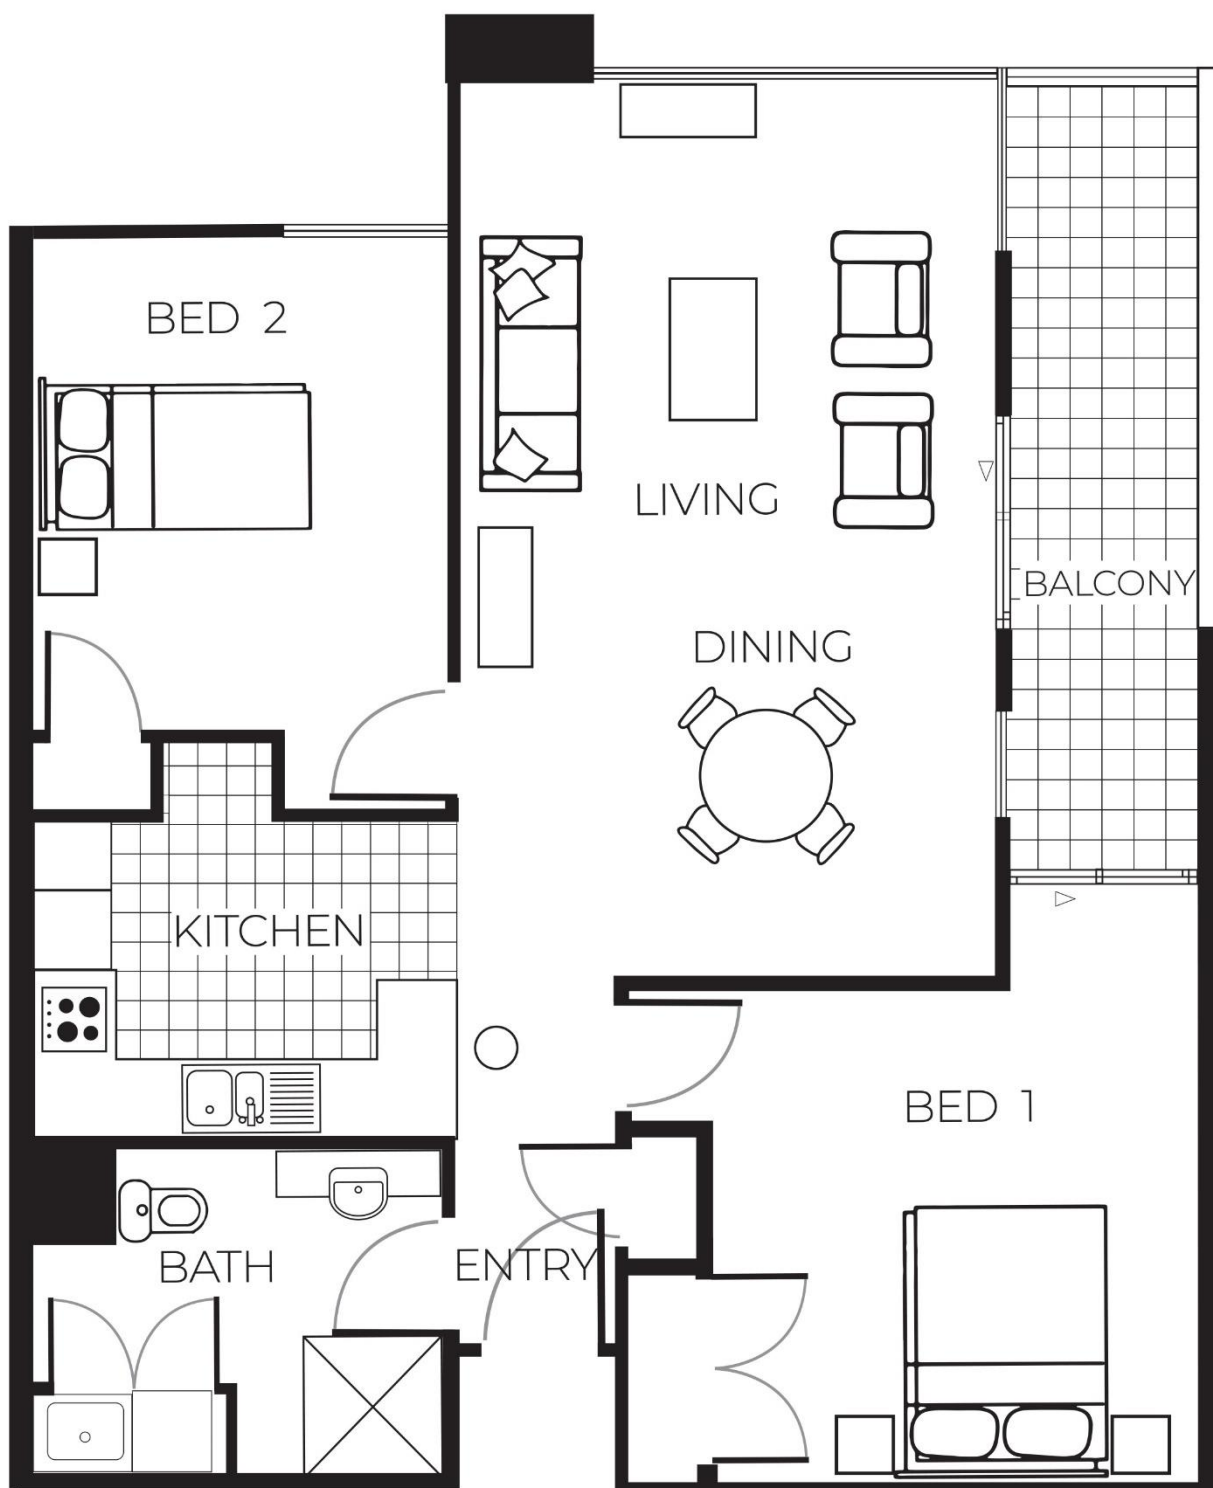 BED 2
LIVING
BALCONY
DINING
KITCHEN
BED 1
BATH
ENTRY